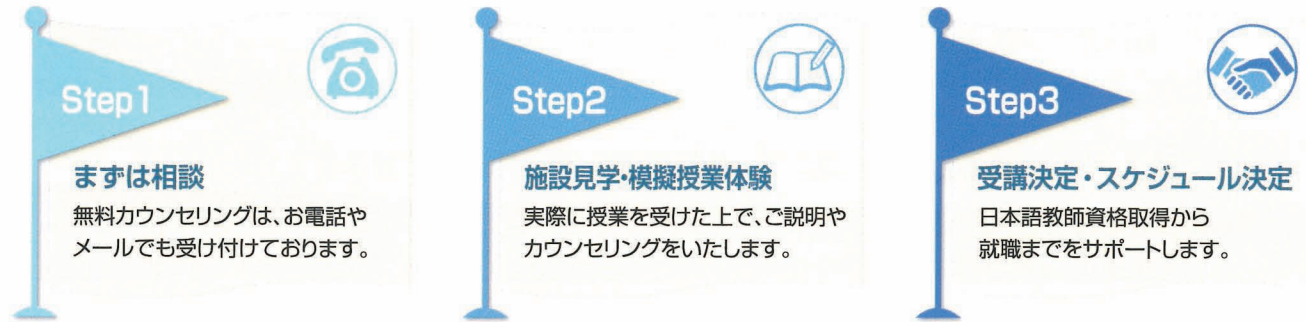 Step1
まずは相談
無料カウンセリングは、お電話や
メールでも受け付けております。
Step2
施設見学・模擬授業体験
実際に授業を受けた上で、ご説明や
カウンセリングをいたします。
Step3
受講決定・スケジュール決定
日本語教師資格取得から
就職までをサポートします。